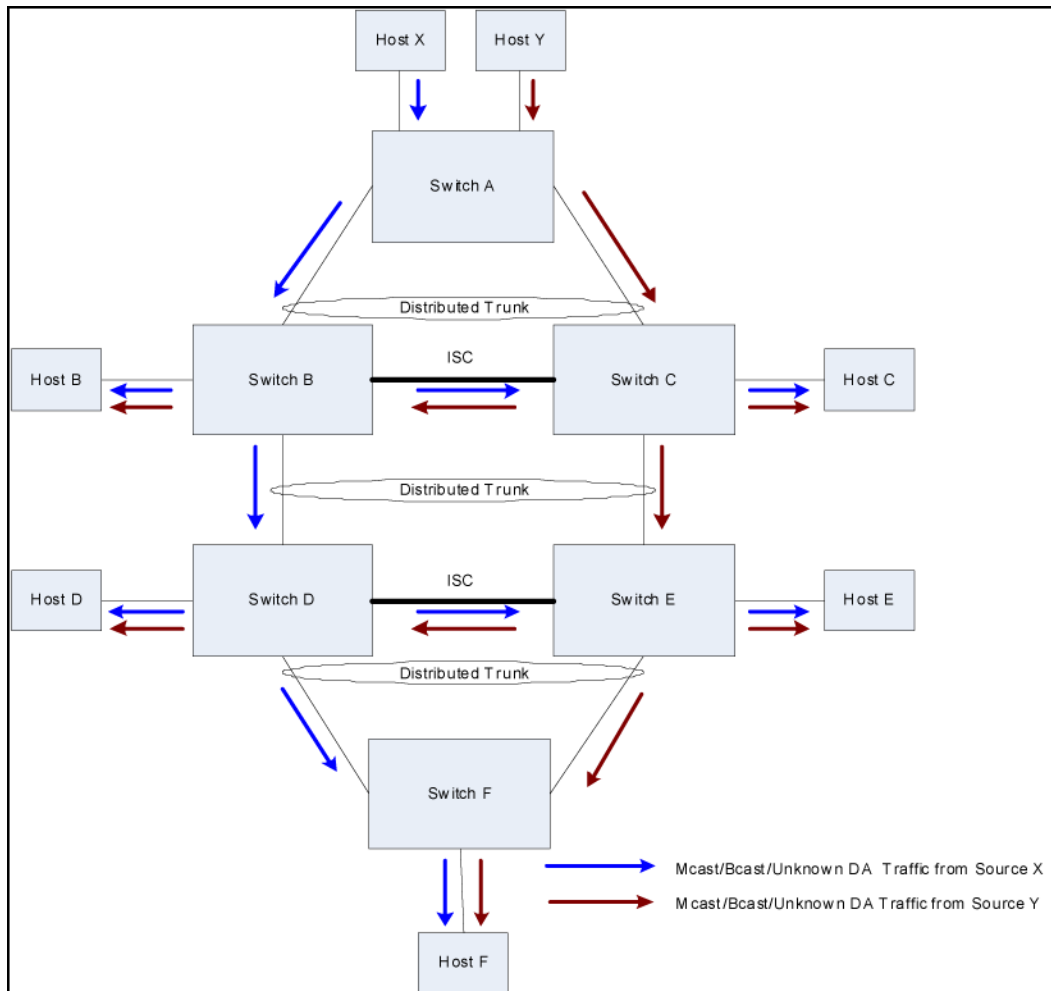 Host X
Host Y
Switch A
Distributed Trunk
Host B
Switch B
ISC
Switch C
Host C
Distributed Trunk
Host D
Switch D
ISC
Switch E
Host E
Distributed Trunk
Switch F
Mcast/Bcast/Unknown DA Traffic from Source X
Mcast/Bcast/Unknown DA Traffic from Source Y
Host F